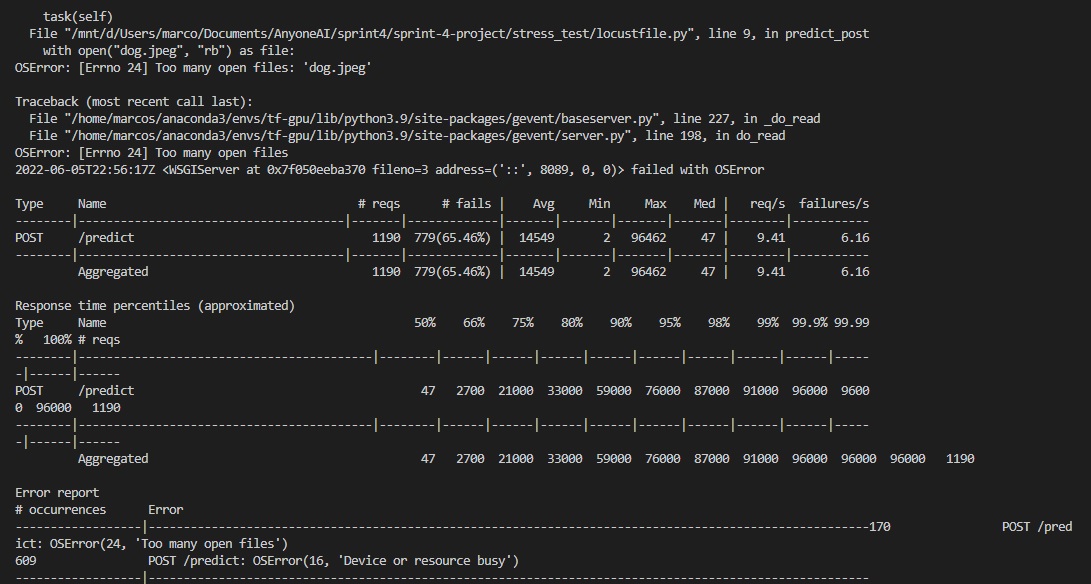 task(self)
File "/mnt/d/Users/marco/Documents/AnyoneAI/sprint4/sprint-4-project/stress_test/locustfile.py", line 9, in predict_post
with open("dog.jpeg", "rb") as file:
OSError: [Errno 24] Too many open files: 'dog.jpeg'

Traceback (most recent call last):
File "/home/marcos/anaconda3/envs/tf-gpu/lib/python3.9/site-packages/gevent/baseserver.py", line 227, in _do_read
File "/home/marcos/anaconda3/envs/tf-gpu/lib/python3.9/site-packages/gevent/server.py", line 198, in do_read
OSError: [Errno 24] Too many open files
2022-06-05T22:56:17Z <WSGIServer at 0x7f050eeba370 fileno=3 address=('::', 8089, 0, 0)> failed with OSError

Type     Name                                    # reqs      # fails |    Avg     Min     Max    Med |   req/s  failures/s
--------|--------------------------------------|-------|-------------|-------|-------|-------|-------|--------|-----------
POST     /predict                                  1190  779(65.46%) |  14549       2   96462     47 |    9.41        6.16
--------|--------------------------------------|-------|-------------|-------|-------|-------|-------|--------|-----------
Aggregated                                1190  779(65.46%) |  14549       2   96462     47 |    9.41        6.16

Response time percentiles (approximated)
Type     Name                                            50%    66%    75%    80%    90%    95%    98%    99%  99.9% 99.99
%   100% # reqs
--------|------------------------------------------|--------|------|------|------|------|------|------|------|------|-----
-|------|------
POST     /predict                                         47   2700  21000  33000  59000  76000  87000  91000  96000  9600
0  96000   1190
--------|------------------------------------------|--------|------|------|------|------|------|------|------|------|-----
-|------|------
Aggregated                                       47   2700  21000  33000  59000  76000  87000  91000  96000  96000  96000   1190

Error report
# occurrences      Error
------------------|-------------------------------------------------------------------------------------------------------170                POST /pred
ict: OSError(24, 'Too many open files')
609                POST /predict: OSError(16, 'Device or resource busy')
------------------|-------------------------------------------------------------------------------------------------------